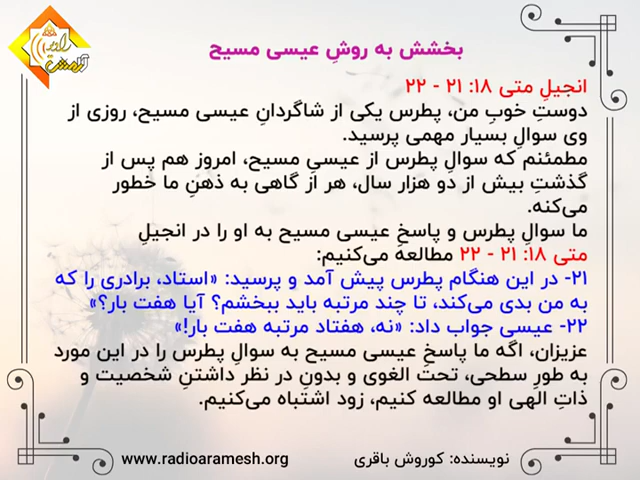 رادیو
آرامش
بخشش به روشِ عیسی مسیح
انجیلِ متی ۱۸: ۲۱ - ۲۲
دوستِ خوبِ من، پطرس یکی از شاگردانِ عیسی مسیح، روزی از
وی سوالِ بسیار مهمی پرسید.
مطمئنم که سوالِ پطرس از عیسیِ مسیح، امروز هم پس از
گذشتِ بیش از دو هزار سال، هر از گاهی به ذهنِ ما خطور
می‌کنه.
ما سوالِ پطرس و پاسخِ عیسی مسیح به او را در انجیلِ
متی ۱۸: ۲۱ - ۲۲ مطالعه می‌کنیم:
۲۱- در این هنگام پطرس پیش آمد و پرسید: «استاد، برادری را که
به من بدی می‌کند، تا چند مرتبه باید ببخشم؟ آیا هفت بار؟»
۲۲- عیسی جواب داد: «نه، هفتاد مرتبه هفت بار!»
عزیزان، اگه ما پاسخِ عیسی مسیح به سوالِ پطرس را در این مورد
به طورِ سطحی، تحت الغوی و بدونِ در نظر داشتنِ شخصیت و
ذاتِ الهی او مطالعه کنیم، زود اشتباه می‌کنیم.
نویسنده: کوروش باقری
www.radioaramesh.org